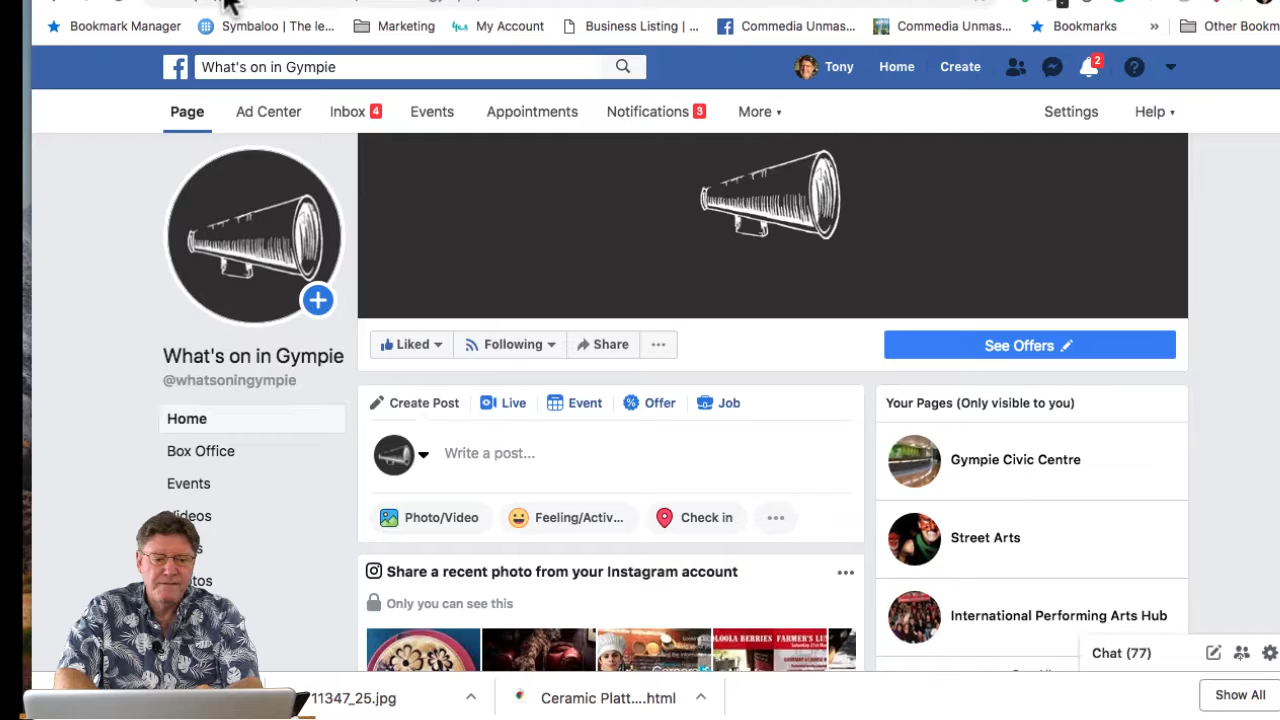 Bookmark Manager
Symbaloo | The le...
Marketing
My Account
Business Listing | ...
Commedia Unmas...
Commedia Unmas...
Bookmarks
»
Other Bookm
What's on in Gympie
Tony
Home
Create
2
Page
Ad Center
Inbox 4
Events
Appointments
Notifications 3
More
Settings
Help
What's on in Gympie
@whatsoningympie
Home
Box Office
Events
Videos
Liked
Following
Share
See Offers
Create Post
Live
Event
Offer
Job
Write a post...
Photo/Video
Feeling/Activ...
Check in
Share a recent photo from your Instagram account
Only you can see this
Your Pages (Only visible to you)
Gympie Civic Centre
Street Arts
International Performing Arts Hub
Chat (77)
11347_25.jpg
Ceramic Platt....html
Show All